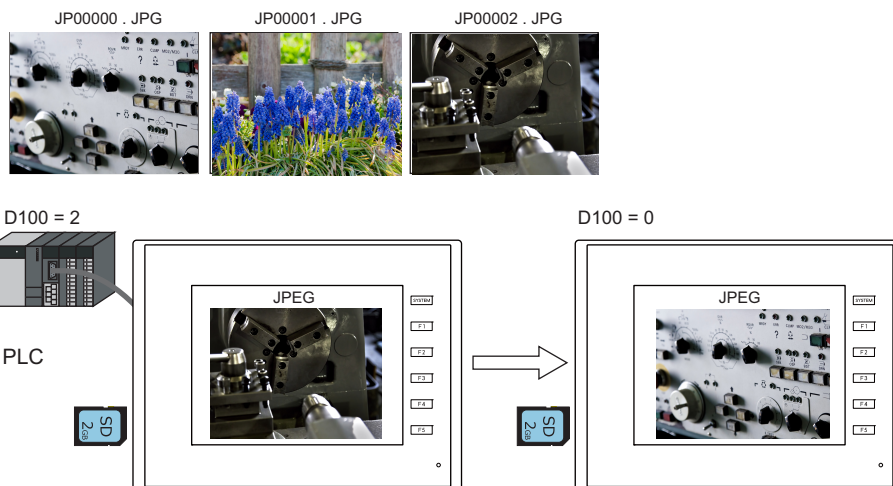 JP00000 . JPG
JP00001 . JPG
JP00002 . JPG
D100 = 2
D100 = 0
PLC
JPEG
SYSTEM
F1
F2
F3
F4
F5
SD
2GB
JPEG
SYSTEM
F1
F2
F3
F4
F5
SD
2GB